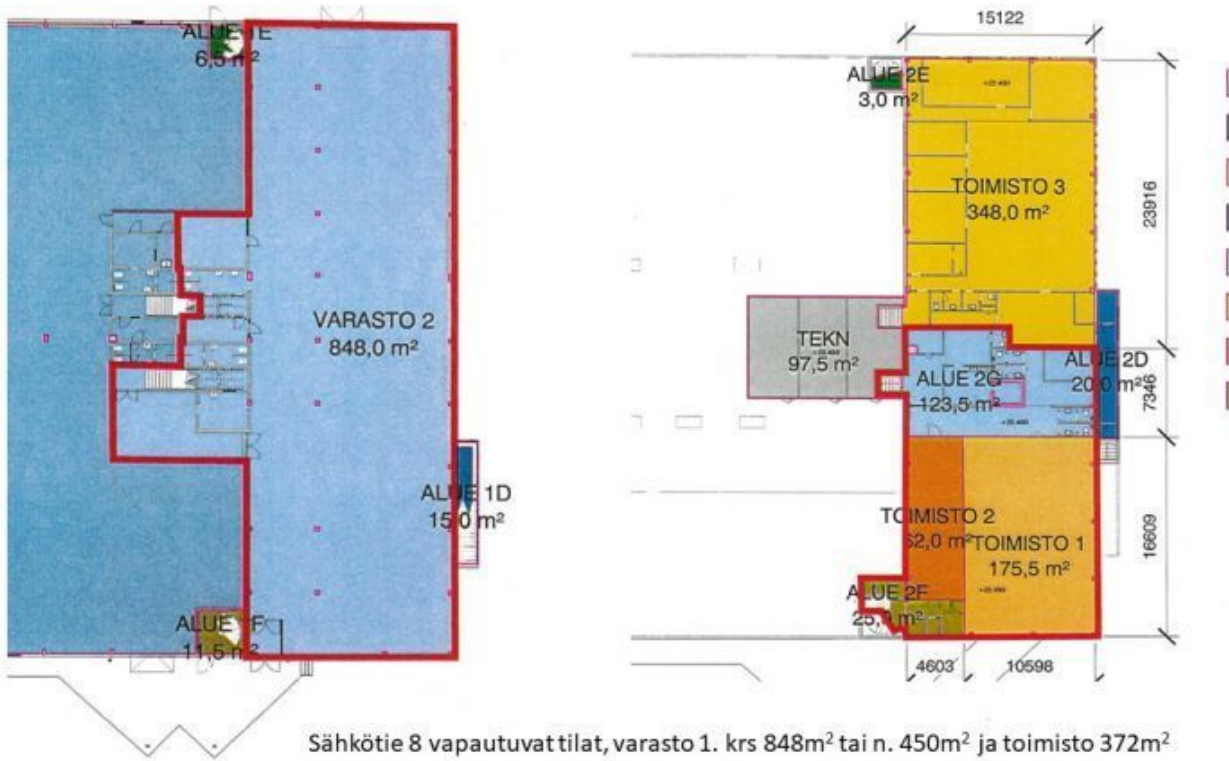 ALUE 1E
6,5 m²
VARASTO 2
848,0 m²
ALUE 1D
15,0 m²
ALUE 1F
11,5 m²
15122
ALUE 2E
3,0 m²
TOIMISTO 3
348,0 m²
23916
TEKN
97,5 m²
ALUE 2G
123,5 m²
ALUE 2D
20,0 m²
7346
TOIMISTO 2
62,0 m²
TOIMISTO 1
175,5 m²
16609
ALUE 2F
m²
4603
10598
Sähkötie 8 vapautuvat tilat, varasto 1. krs 848m² tai n. 450m² ja toimisto 372m²